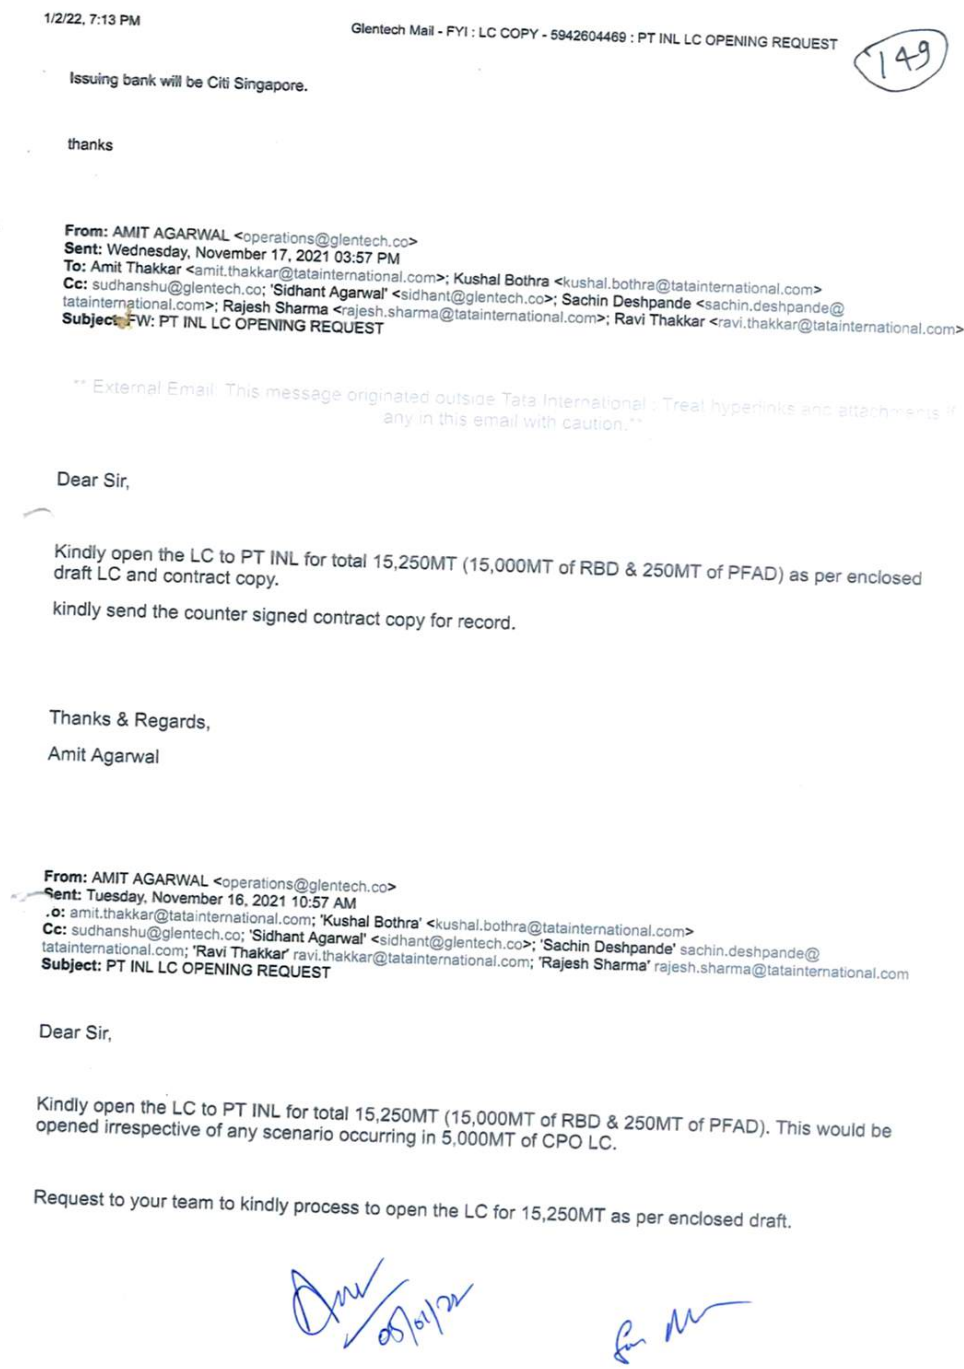 1/2/22, 7:13 PM
Glentech Mail - FYI : LC COPY - 5942604469 : PT INL LC OPENING REQUEST
149
Issuing bank will be Citi Singapore.
thanks
From: AMIT AGARWAL <operations@glentech.co>
Sent: Wednesday, November 17, 2021 03:57 PM
To: Amit Thakkar <amit.thakkar@tatainternational.com>; Kushal Bothra <kushal.bothra@tatainternational.com>
Cc: sudhanshu@glentech.co; 'Sidhant Agarwal' <sidhant@glentech.co>; Sachin Deshpande <sachin.deshpande@
tatainternational.com>; Rajesh Sharma <rajesh.sharma@tatainternational.com>; Ravi Thakkar <ravi.thakkar@tatainternational.com>
Subject: FW: PT INL LC OPENING REQUEST
** External Email: This message originated outside Tata International ; Treat hyperlinks and attachments if
any in this email with caution.**
Dear Sir,
Kindly open the LC to PT INL for total 15,250MT (15,000MT of RBD & 250MT of PFAD) as per enclosed
draft LC and contract copy.
kindly send the counter signed contract copy for record.
Thanks & Regards,
Amit Agarwal
From: AMIT AGARWAL <operations@glentech.co>
Sent: Tuesday, November 16, 2021 10:57 AM
.o: amit.thakkar@tatainternational.com; 'Kushal Bothra' <kushal.bothra@tatainternational.com>
Cc: sudhanshu@glentech.co; 'Sidhant Agarwal' <sidhant@glentech.co>; 'Sachin Deshpande' sachin.deshpande@
tatainternational.com; 'Ravi Thakkar' ravi.thakkar@tatainternational.com; 'Rajesh Sharma' rajesh.sharma@tatainternational.com
Subject: PT INL LC OPENING REQUEST
Dear Sir,
Kindly open the LC to PT INL for total 15,250MT (15,000MT of RBD & 250MT of PFAD). This would be
opened irrespective of any scenario occurring in 5,000MT of CPO LC.
Request to your team to kindly process to open the LC for 15,250MT as per enclosed draft.
05/01/22